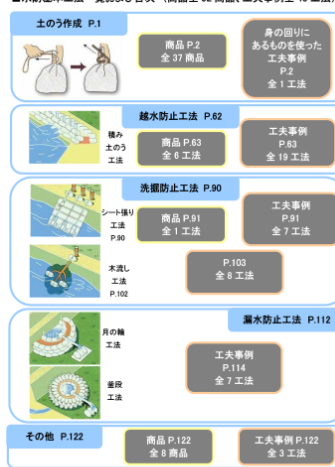 土のう作成 P.1
商品 P.2
全 37 商品
身の回りに
あるものを使った
工夫事例
P.2
全 1 工法
越水防止工法 P.62
積み
土のう
工法
商品 P.63
全 6 工法
工夫事例
P.63
全 19 工法
洗掘防止工法 P.90
シート張り
工法
P.90
商品 P.91
全 1 工法
工夫事例
P.91
全 7 工法
木流し
工法
P.102
P.103
全 8 工法
漏水防止工法 P.112
月の輪
工法
釜段
工法
工夫事例
P.114
全 7 工法
その他 P.122
商品 P.122
全 8 商品
工夫事例 P.122
全 3 工法